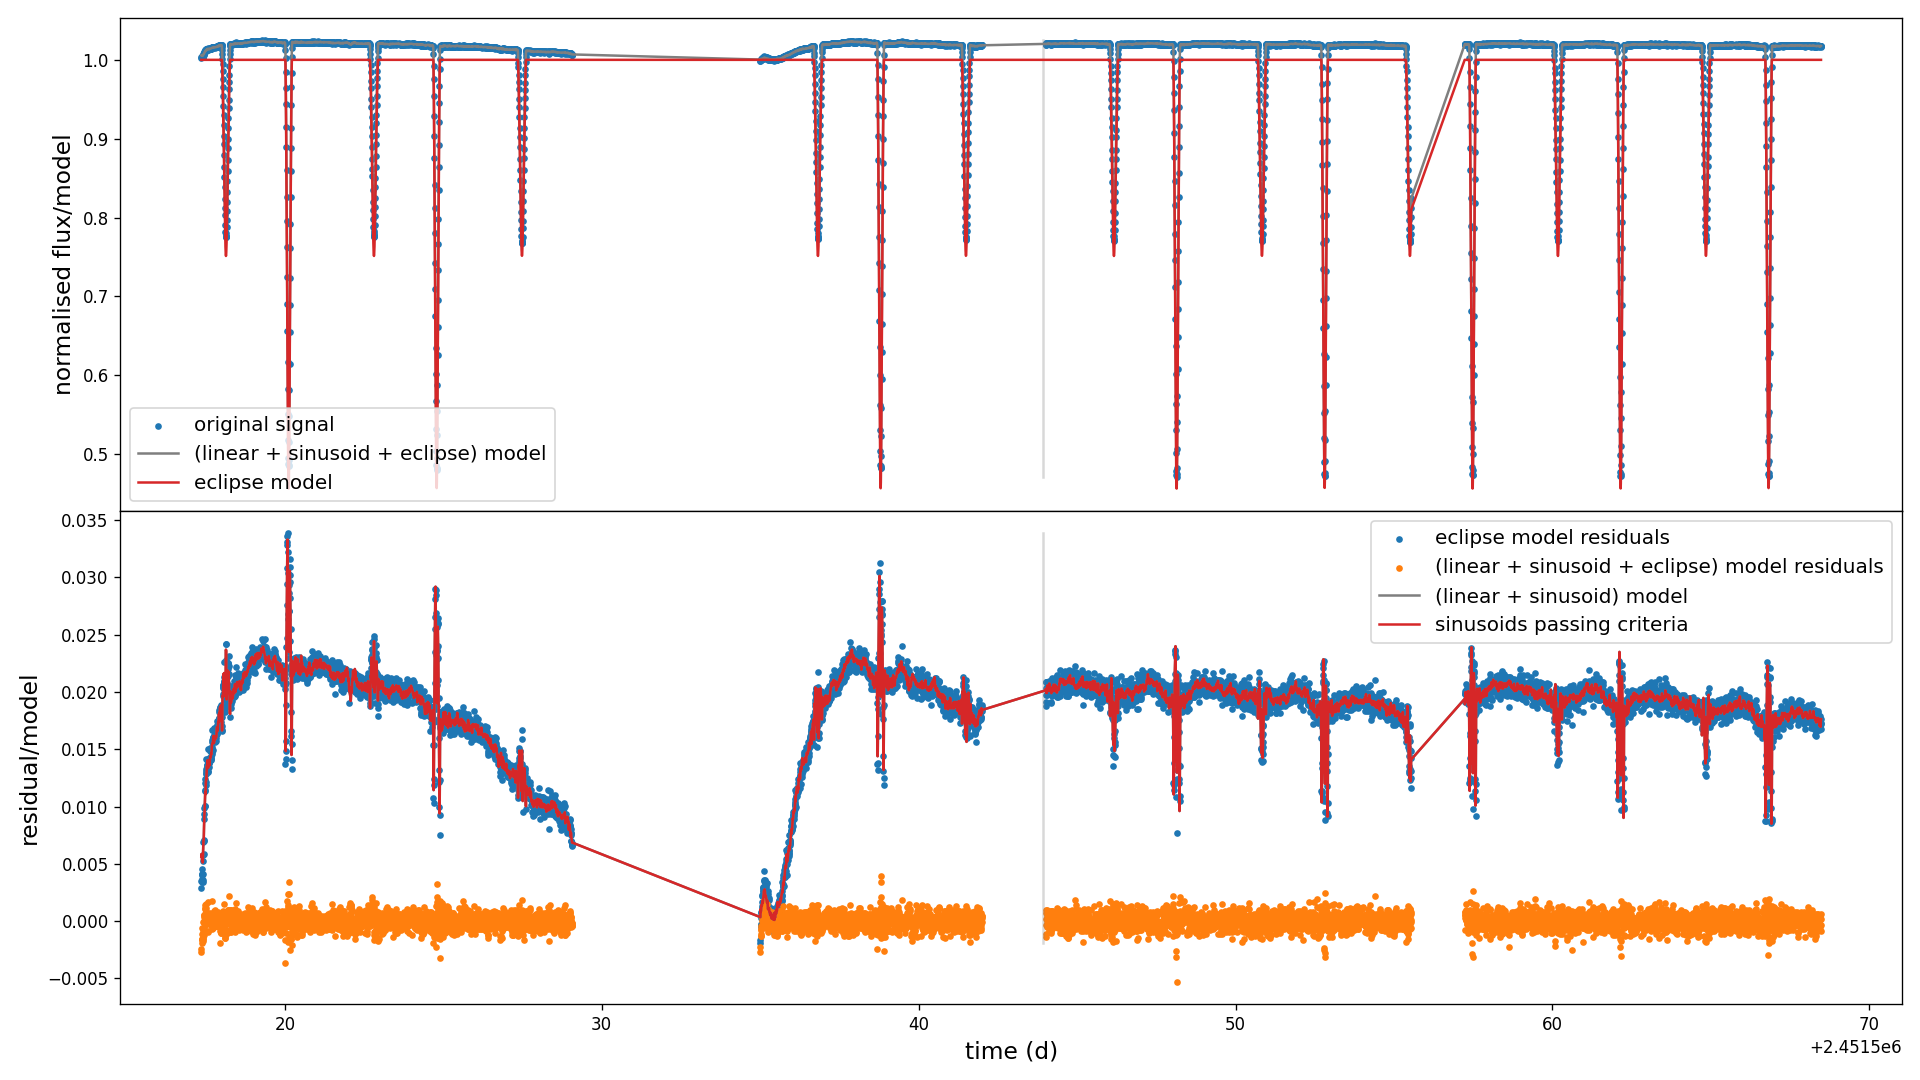 normalised flux/model
1.0
0.9
0.8
0.7
0.6
0.5
original signal
(linear + sinusoid + eclipse) model
eclipse model
residual/model
0.035
0.030
0.025
0.020
0.015
0.010
0.005
0.000
−0.005
eclipse model residuals
(linear + sinusoid + eclipse) model residuals
(linear + sinusoid) model
sinusoids passing criteria
20 30 40 50 60 70
time (d)
+2.4515e6